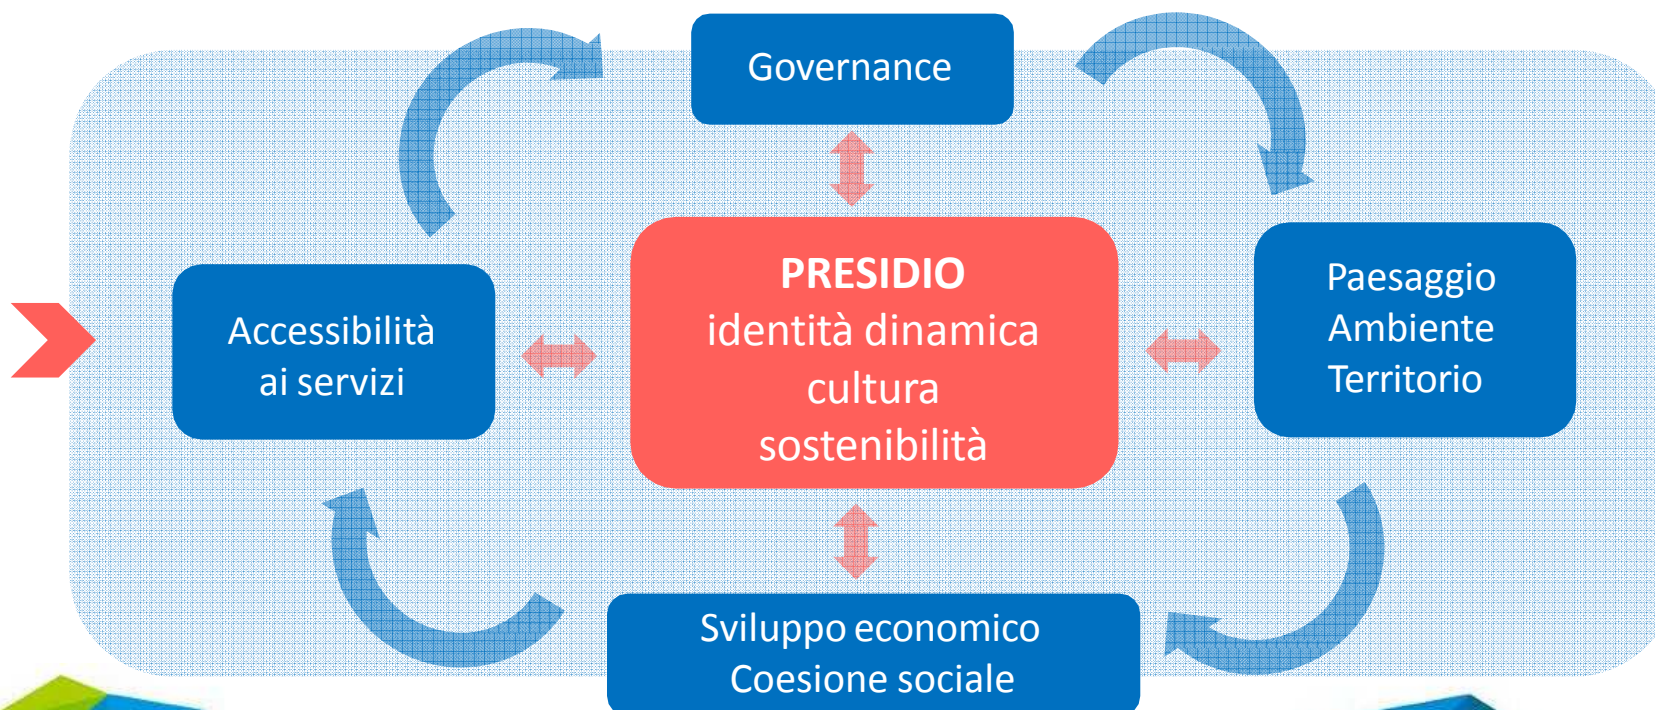 Governance
Accessibilità
ai servizi
PRESIDIO
identità dinamica
cultura
sostenibilità
Paesaggio
Ambiente
Territorio
Sviluppo economico
Coesione sociale